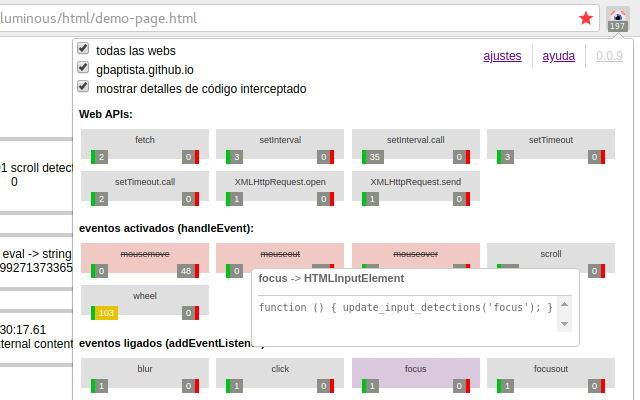 luminous/html/demo-page.html
197
todas las webs
gbaptista.github.io
mostrar detalles de código interceptado
ajustes ayuda 0.0.9
Web APIs:
fetch setInterval setInterval.call setTimeout
2 0 3 0 35 0 3 0
setTimeout.call XMLHttpRequest.open XMLHttpRequest.send
2 0 1 0 1 0
scroll detect
0
eventos activados (handleEvent):
mousemove mouseout mouseover scroll
0 48 0
eval -> string
99271373365
focus -> HTMLInputElement
function () { update_input_detections('focus'); }
wheel
103 0
30:17.61
ternal content
eventos ligados (addEventListene
blur click focus focusout
1 0 1 0 1 0 1 0